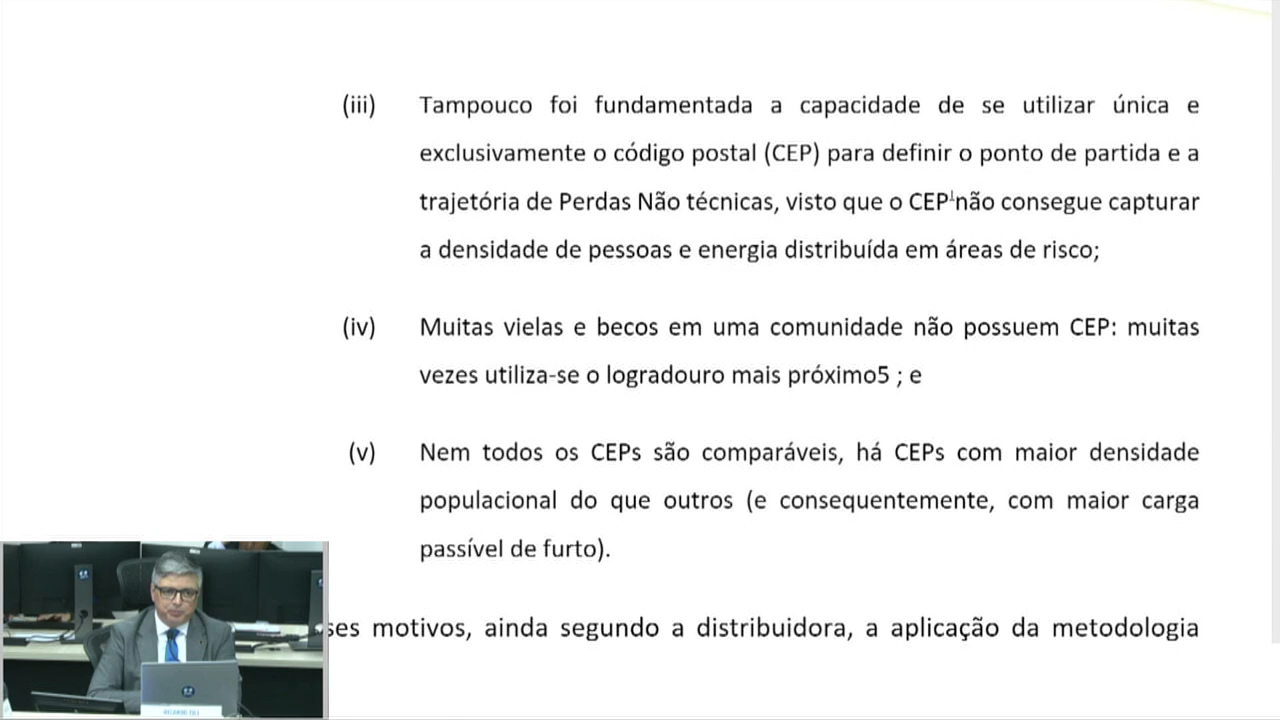 (iii) Tampouco foi fundamentada a capacidade de se utilizar única e
exclusivamente o código postal (CEP) para definir o ponto de partida e a
trajetória de Perdas Não técnicas, visto que o CEP não consegue capturar
a densidade de pessoas e energia distribuída em áreas de risco;
(iv) Muitas vielas e becos em uma comunidade não possuem CEP: muitas
vezes utiliza-se o logradouro mais próximo5 ; e
(v) Nem todos os CEPs são comparáveis, há CEPs com maior densidade
populacional do que outros (e consequentemente, com maior carga
passível de furto).
ses motivos, ainda segundo a distribuidora, a aplicação da metodologia